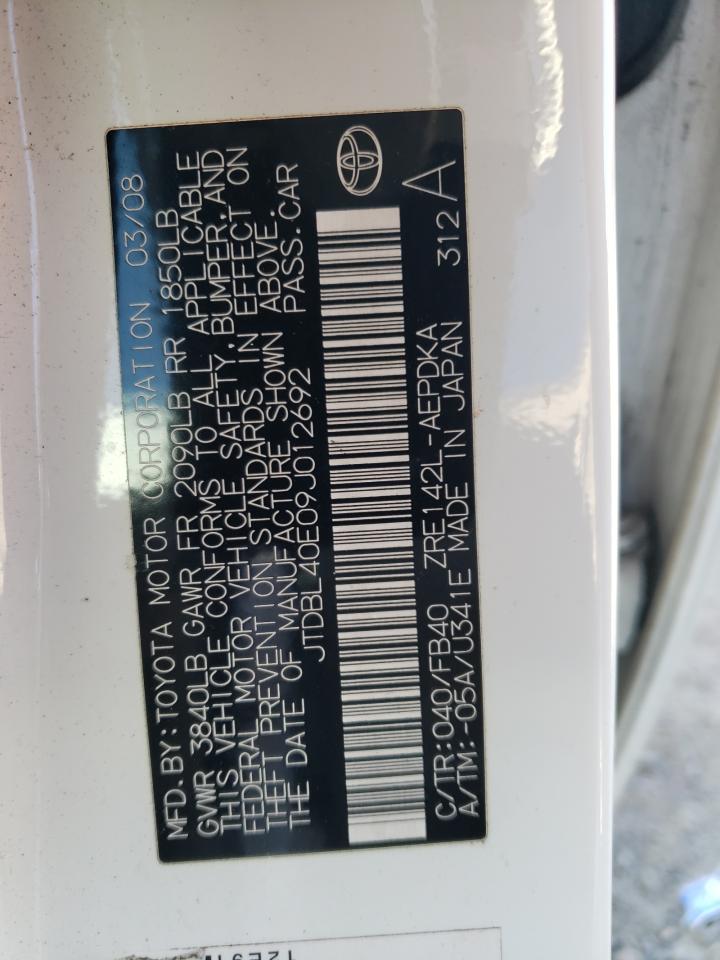 MFD.BY:TOYOTA MOTOR CORPORATION 03/08
GVWR 3840LB GAWR FR 2090LB RR 1850LB
THIS VEHICLE CONFORMS TO ALL APPLICABLE
FEDERAL MOTOR VEHICLE SAFETY,BUMPER,AND
THEFT PREVENTION STANDARDS IN EFFECT ON
THE DATE OF MANUFACTURE SHOWN ABOVE.
JTDBL40E09J012692 PASS.CAR
C/TR:040/FB40 ZRE142L-AEPDKA 312A
A/TM:-05A/U341E MADE IN JAPAN